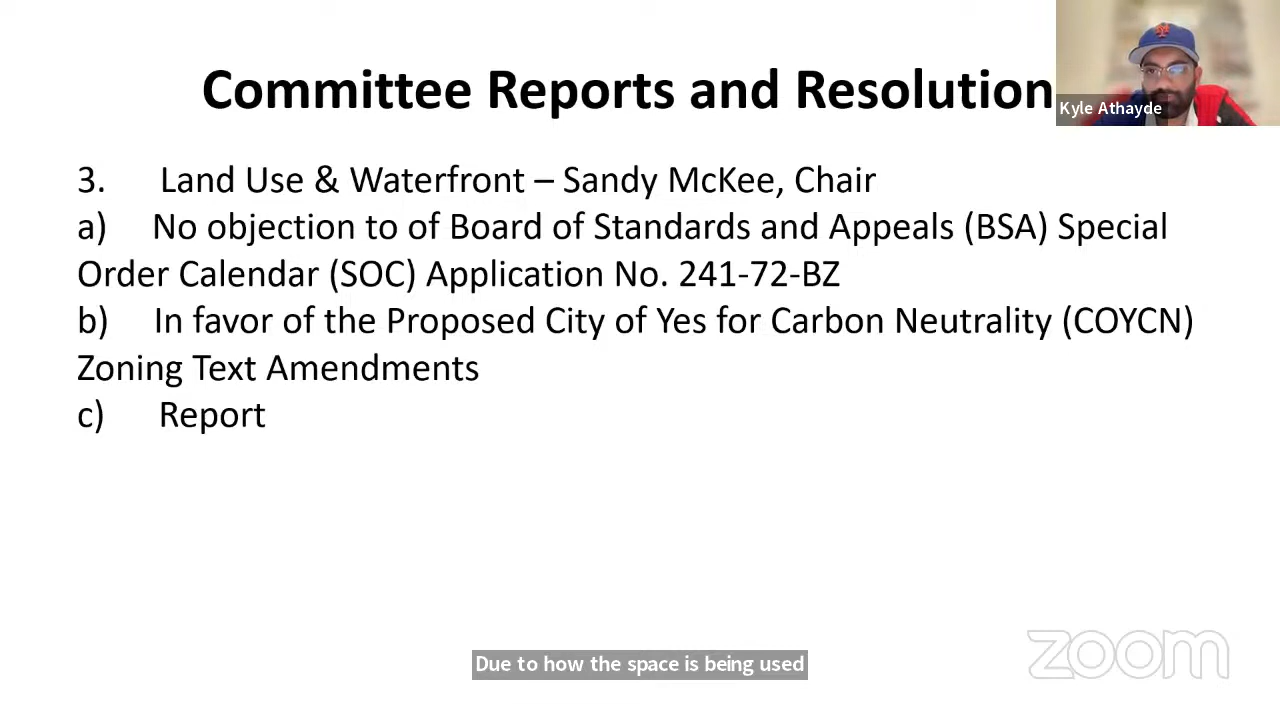 Committee Reports and Resolution
Kyle Athayde
3. Land Use & Waterfront – Sandy McKee, Chair
a) No objection to of Board of Standards and Appeals (BSA) Special
Order Calendar (SOC) Application No. 241-72-BZ
b) In favor of the Proposed City of Yes for Carbon Neutrality (COYCN)
Zoning Text Amendments
c) Report
Due to how the space is being used
zoom